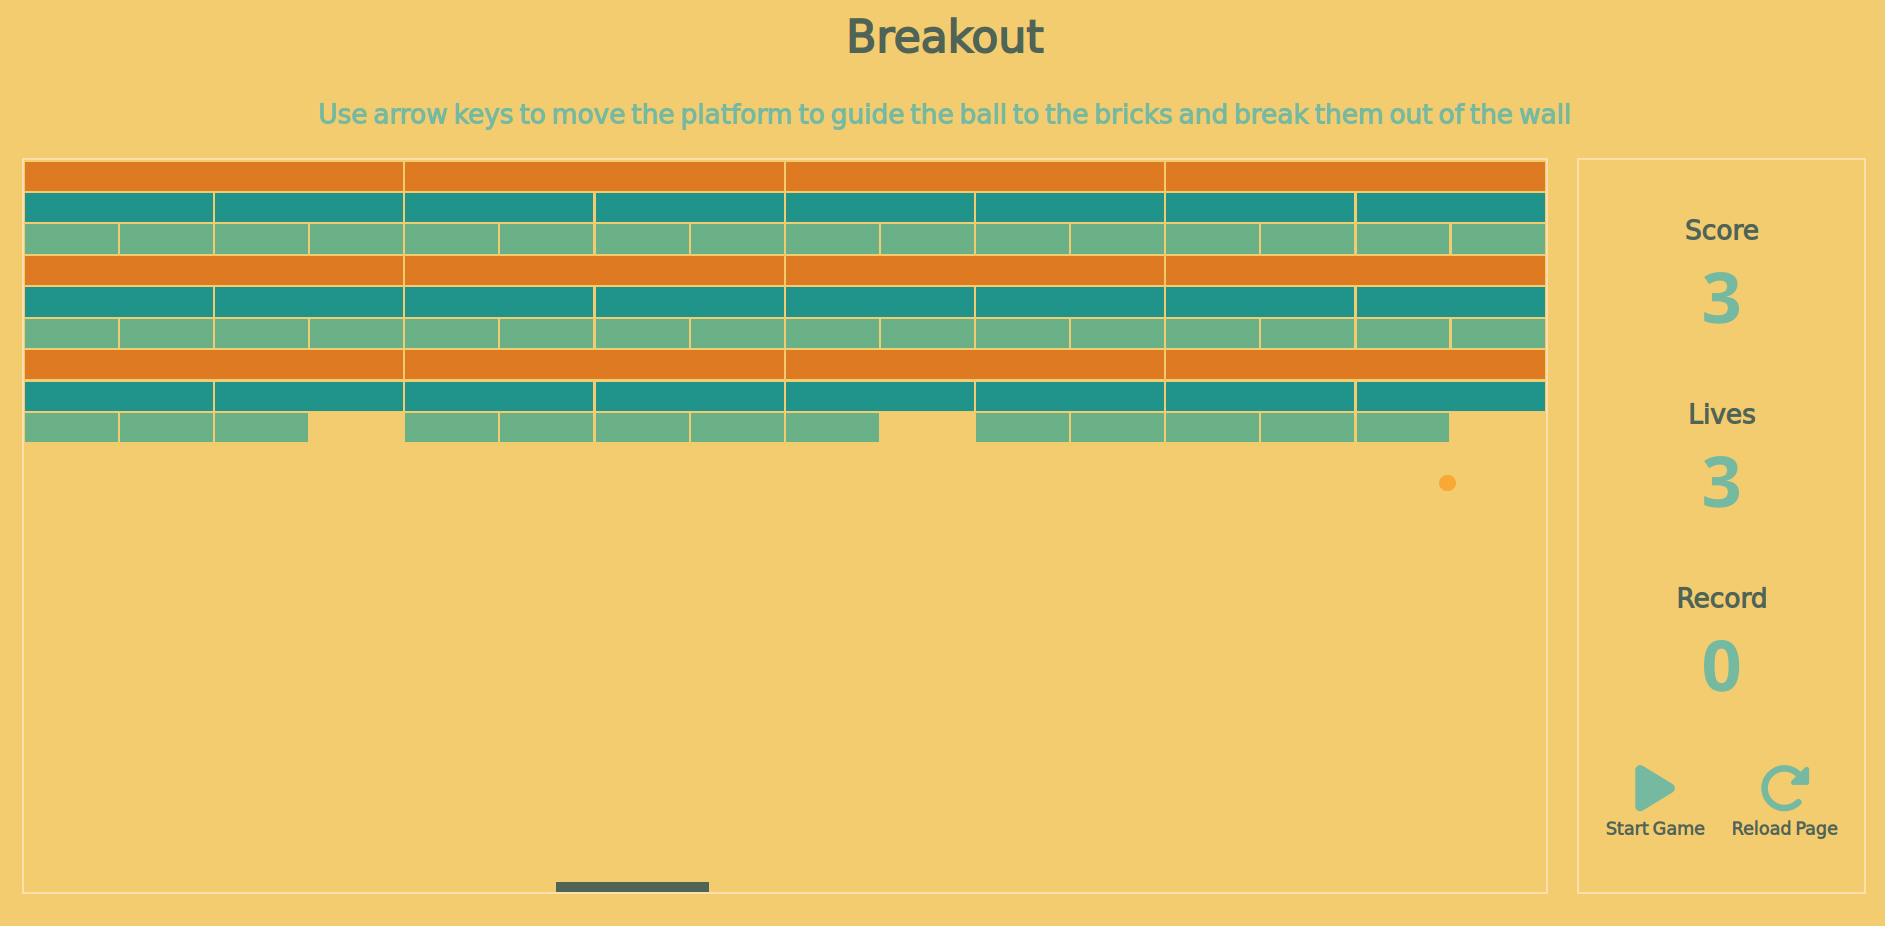 Breakout
Use arrow keys to move the platform to guide the ball to the bricks and break them out of the wall
Score
3
Lives
3
Record
0
Start Game
Reload Page